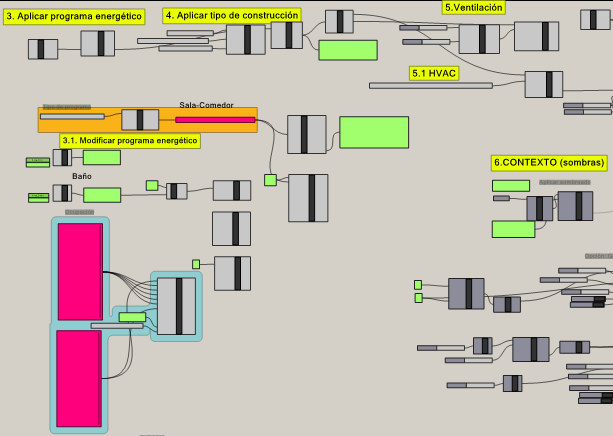 3. Aplicar programa energético
4. Aplicar tipo de construcción
5.Ventilación
5.1 HVAC
Sala-Comedor
3.1. Modificar programa energético
Baño
6.CONTEXTO (sombras)